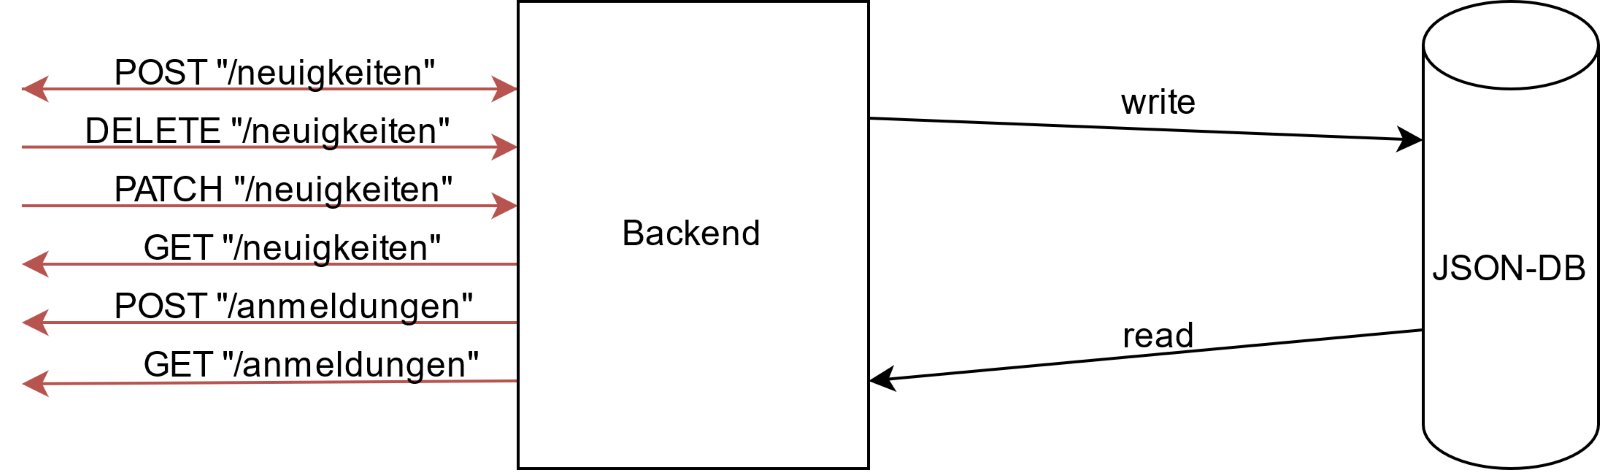 POST "/neuigkeiten"
DELETE "/neuigkeiten"
PATCH "/neuigkeiten"
GET "/neuigkeiten"
POST "/anmeldungen"
GET "/anmeldungen"
Backend
write
read
JSON-DB